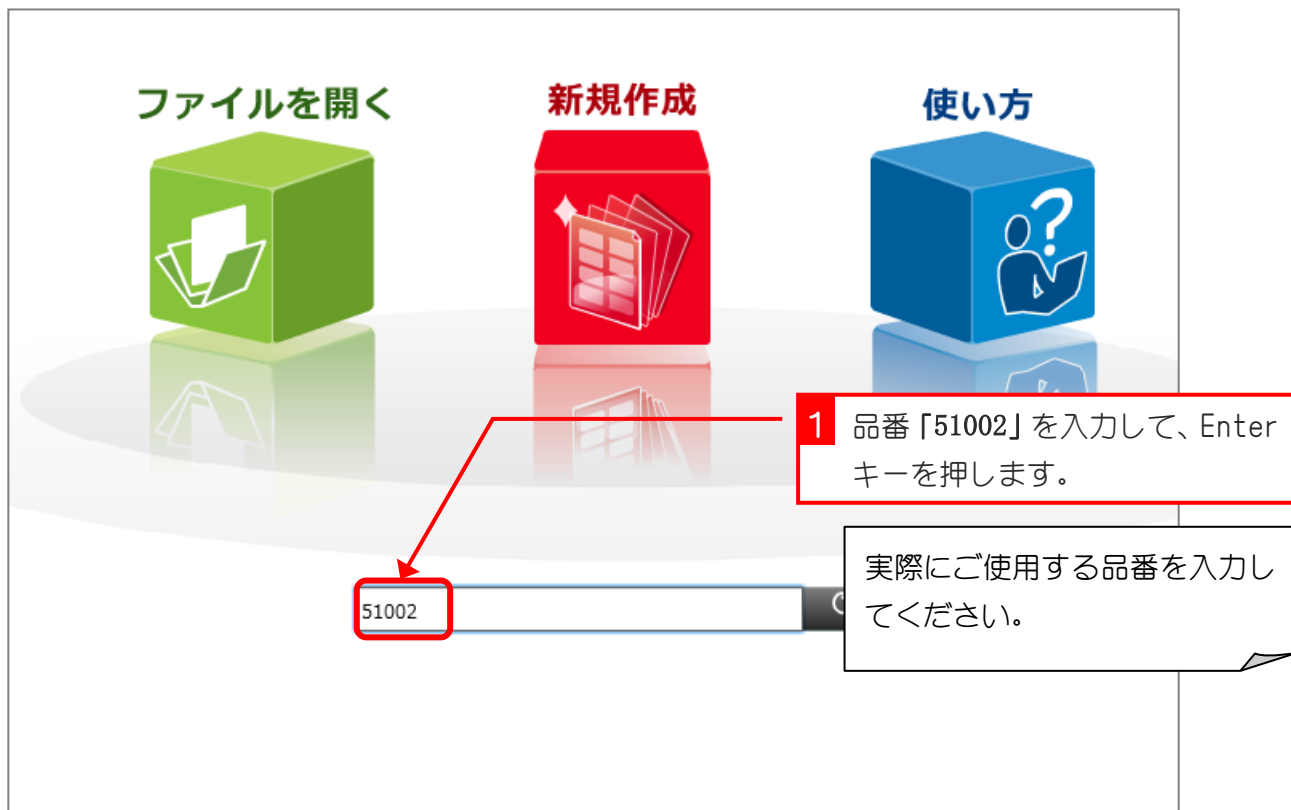 ファイルを開く
新規作成
使い方
1 品番「51002」を入力して、Enter
キーを押します。
実際にご使用する品番を入力し
てください。
51002